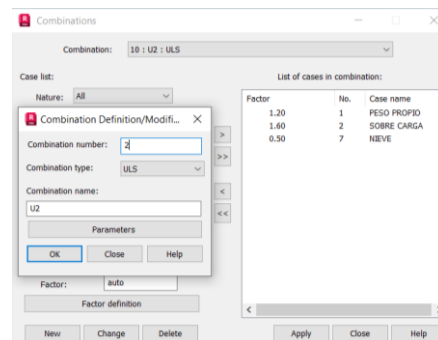 Combinations
Combination: 10 : U2 : ULS
Case list:
Nature: All
Combination Definition/Modifi...
Combination number: 2
Combination type: ULS
Combination name:
U2
Parameters
OK Close Help
Factor: auto
Factor definition
New Change Delete
>
>>
<
<<
List of cases in combination:
Factor No. Case name
1.20 1 PESO PROPIO
1.60 2 SOBRE CARGA
0.50 7 NIEVE
Apply Close Help